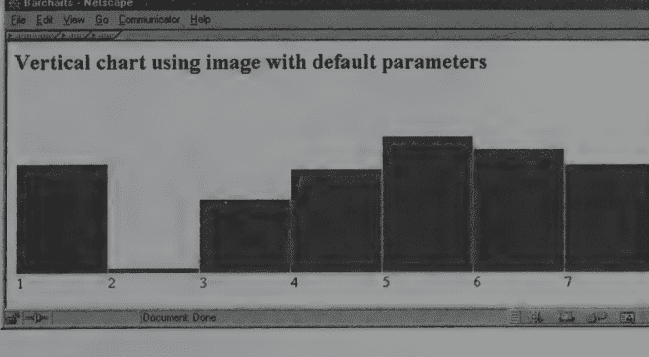 Barcharts - Netscape
File Edit View Go Communicator Help
Vertical chart using image with default parameters
1 2 3 4 5 6 7
Document: Done